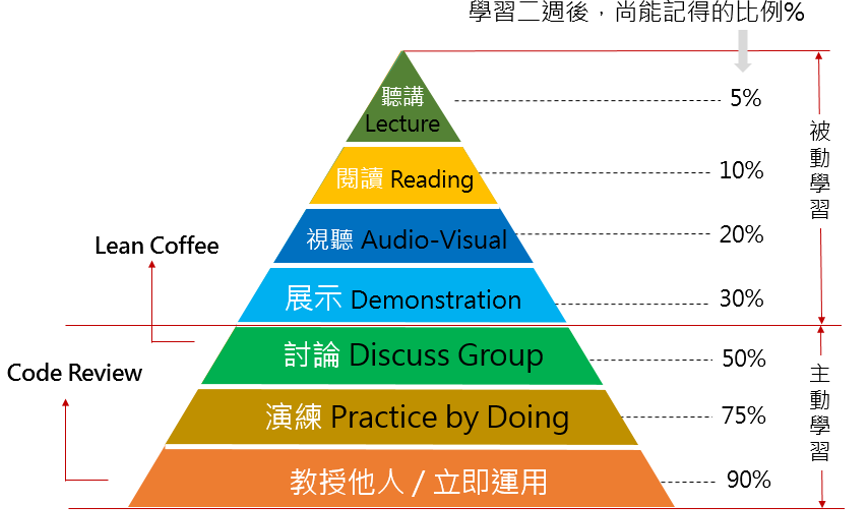 學習二週後，尚能記得的比例%
聽講
Lecture
5%
閱讀 Reading
10%
視聽 Audio-Visual
20%
展示 Demonstration
30%
被動學習
Lean Coffee
討論 Discuss Group
50%
Code Review
演練 Practice by Doing
75%
教授他人 / 立即運用
90%
主動學習